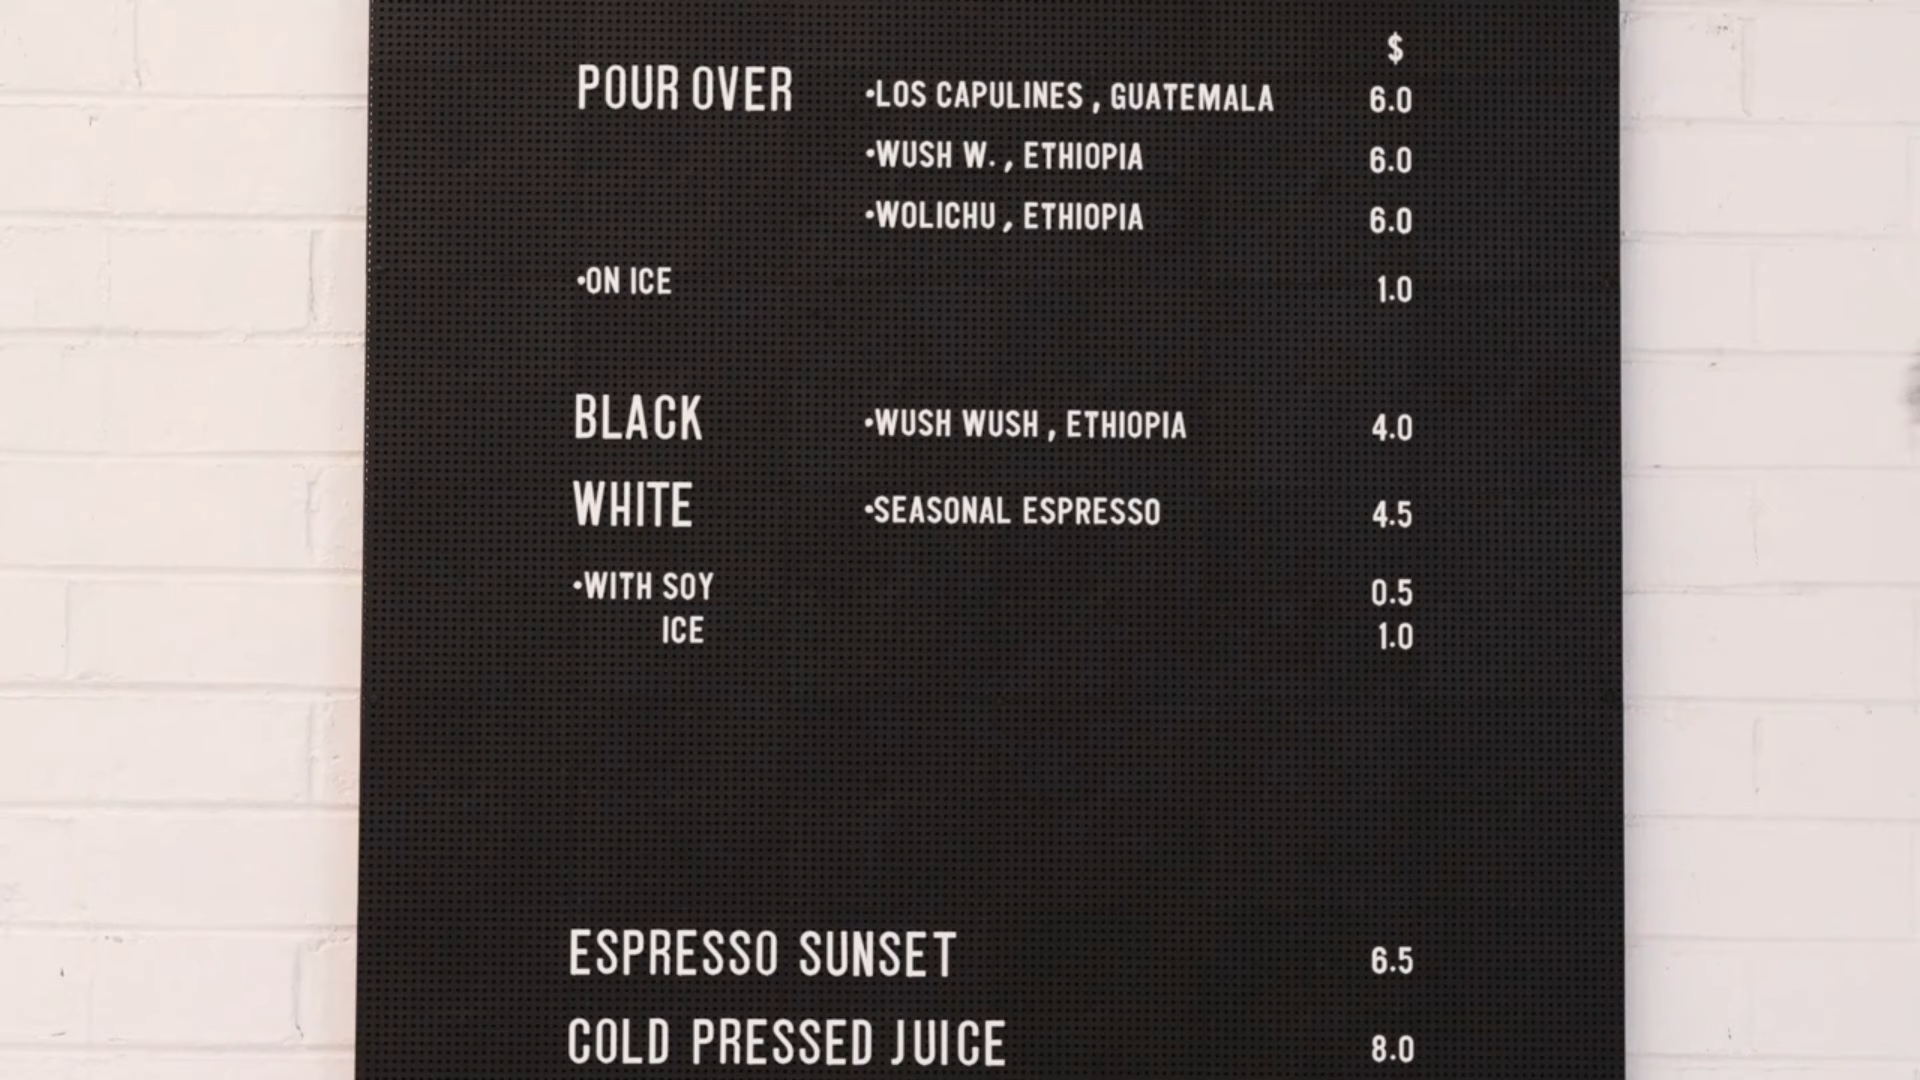 $
POUR OVER •LOS CAPULINES , GUATEMALA 6.0
•WUSH W. , ETHIOPIA 6.0
•WOLICHU , ETHIOPIA 6.0
•ON ICE 1.0
BLACK •WUSH WUSH , ETHIOPIA 4.0
WHITE •SEASONAL ESPRESSO 4.5
•WITH SOY 0.5
ICE 1.0
ESPRESSO SUNSET 6.5
COLD PRESSED JUICE 8.0